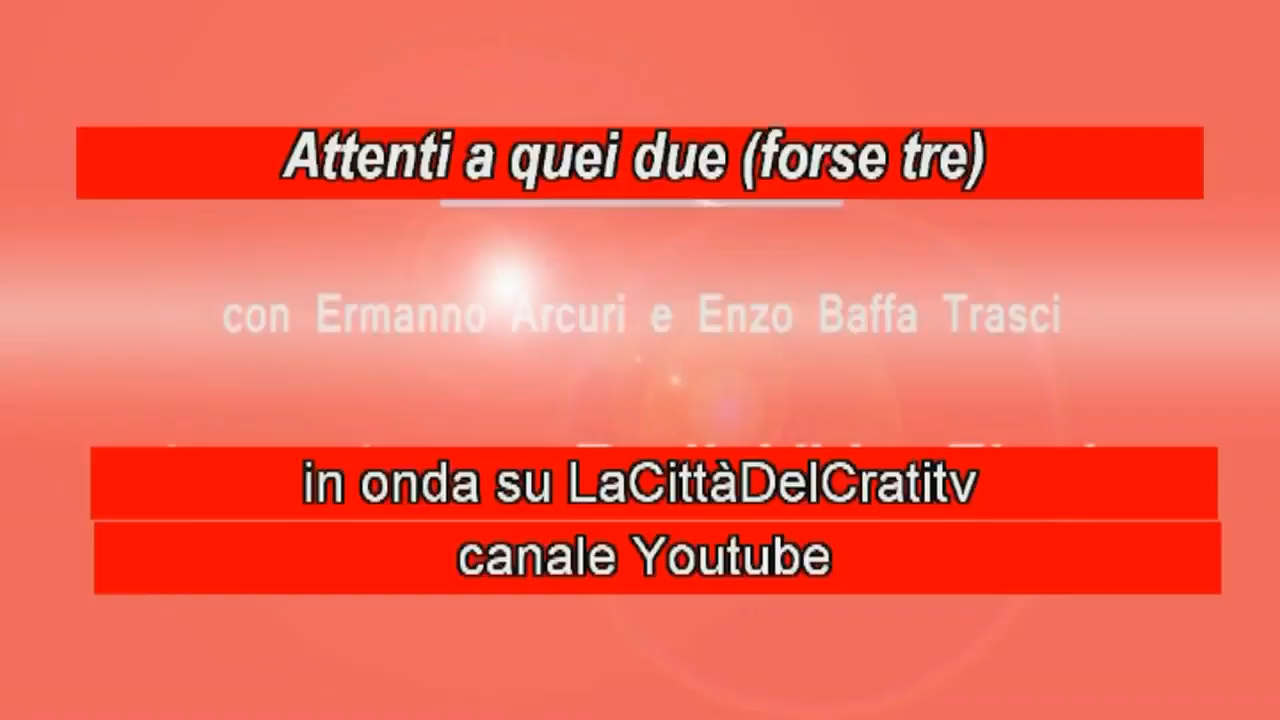 Attenti a quei due (forse tre)
con Ermanno Arcuri e Enzo Baffa Trasci
in onda su LaCittàDelCratitv
canale Youtube